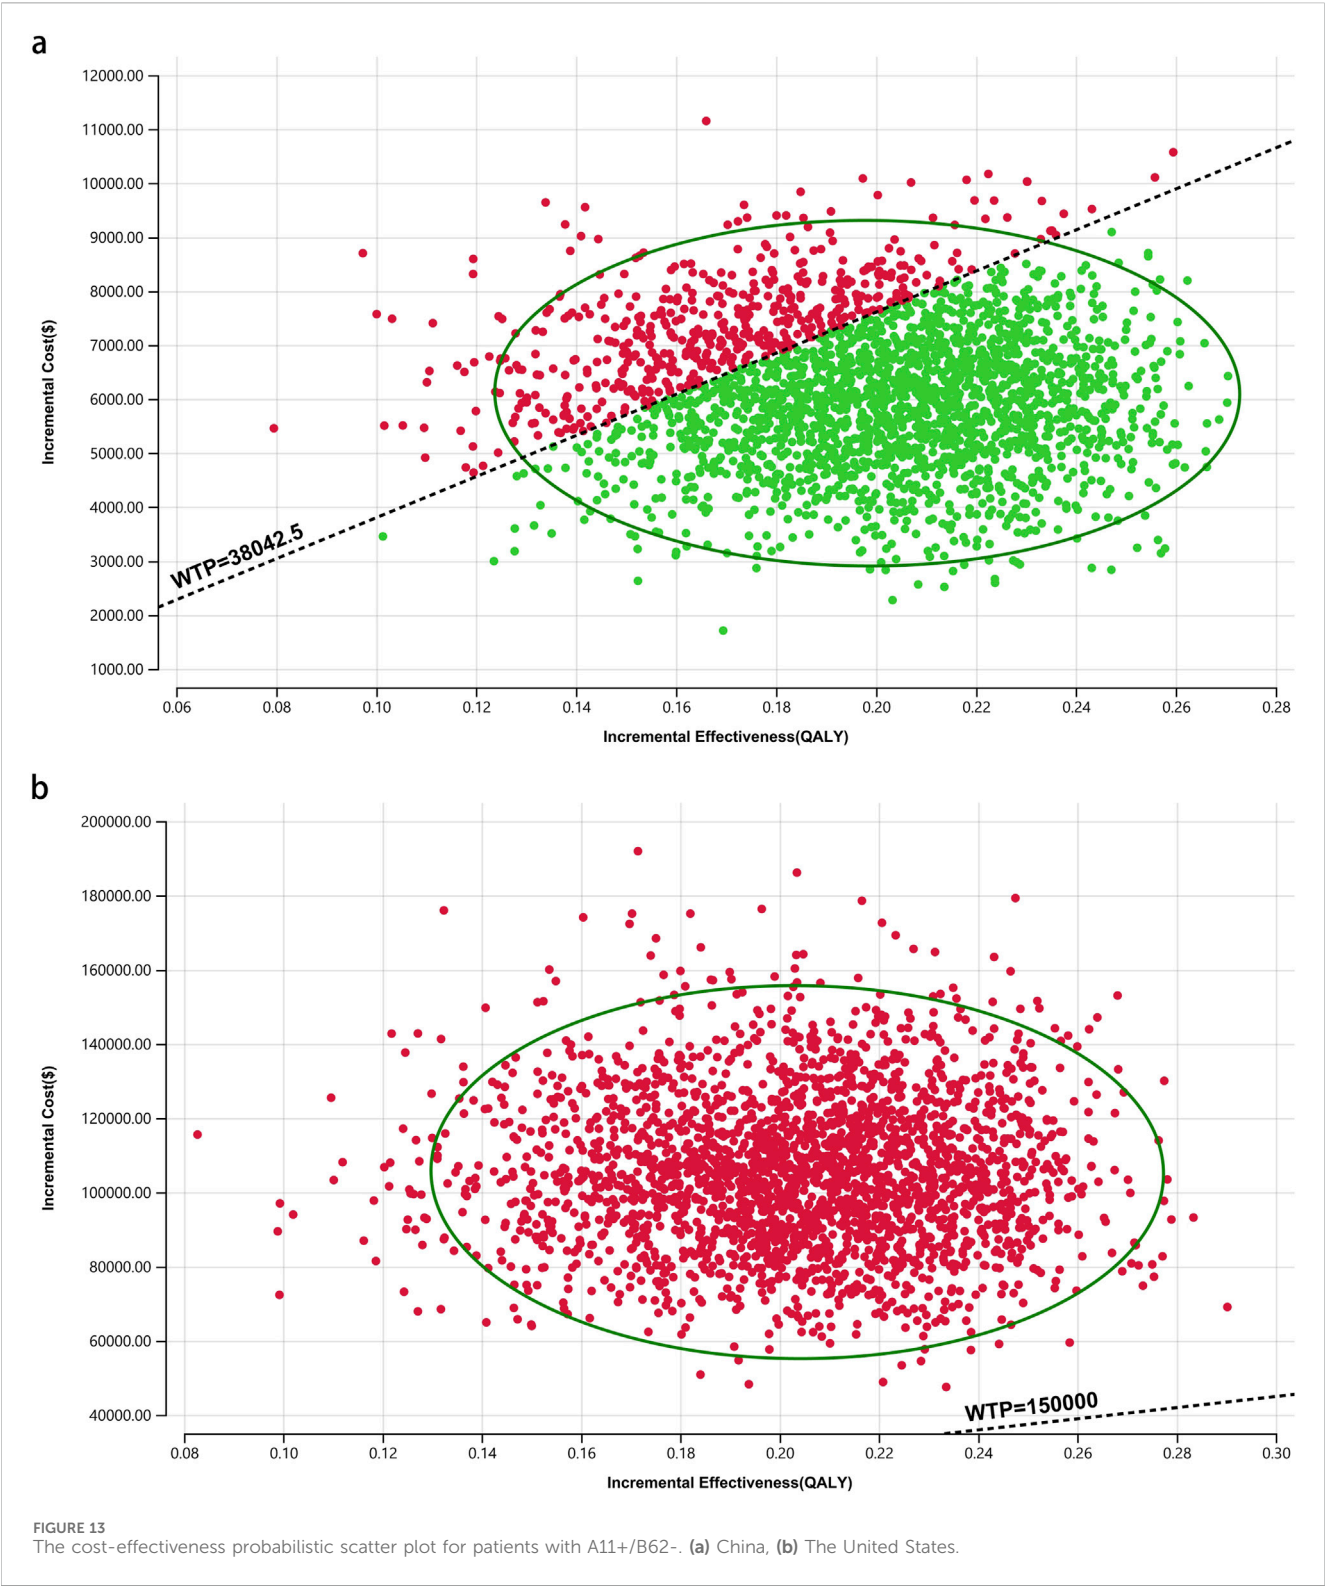 a
12000.00
11000.00
10000.00
9000.00
8000.00
7000.00
6000.00
5000.00
4000.00
3000.00
2000.00
1000.00
Incremental Cost($)
WTP=38042.5
0.06 0.08 0.10 0.12 0.14 0.16 0.18 0.20 0.22 0.24 0.26 0.28
Incremental Effectiveness(QALY)
b
200000.00
180000.00
160000.00
140000.00
120000.00
100000.00
80000.00
60000.00
40000.00
Incremental Cost($)
WTP=150000
0.08 0.10 0.12 0.14 0.16 0.18 0.20 0.22 0.24 0.26 0.28 0.30
Incremental Effectiveness(QALY)
FIGURE 13
The cost-effectiveness probabilistic scatter plot for patients with A11+/B62-. (a) China, (b) The United States.